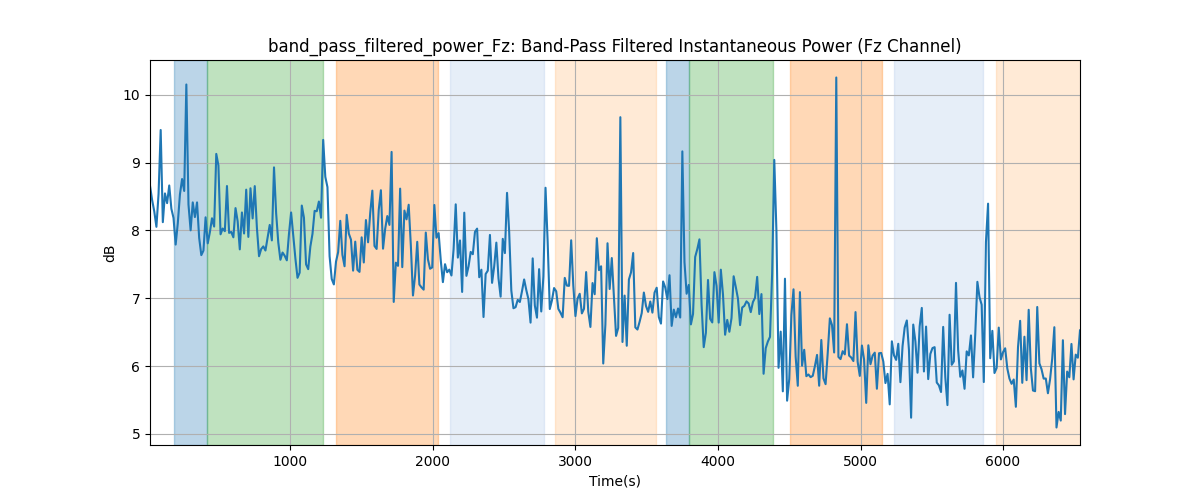 band_pass_filtered_power_Fz: Band-Pass Filtered Instantaneous Power (Fz Channel)
10
9
8
7
6
5
dB
1000 2000 3000 4000 5000 6000
Time(s)